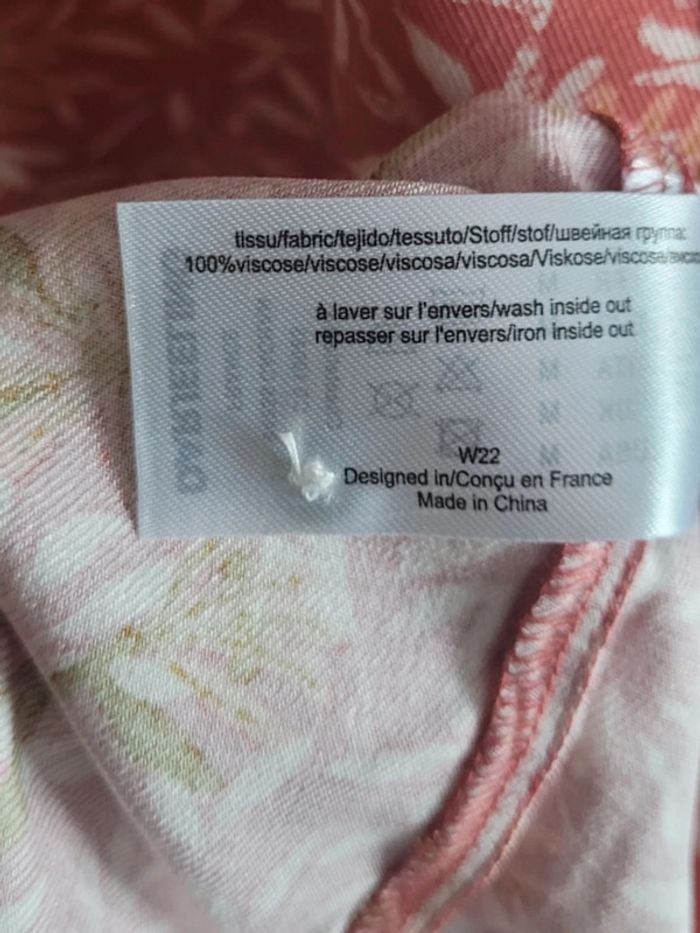 tissu/fabric/tejido/tessuto/Stoff/stof/швейная группа:
100%viscose/viscose/viscosa/viscosa/Viskose/viscose/
à laver sur l'envers/wash inside out
repasser sur l'envers/iron inside out
W22
Designed in/Conçu en France
Made in China